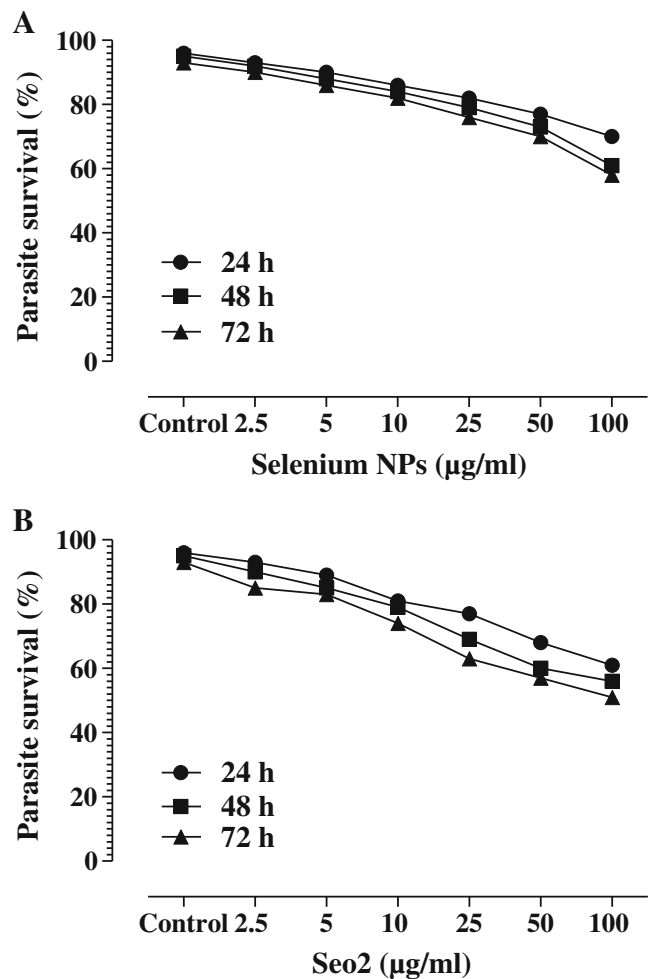 A
Parasite survival (%)
100
80
60
40
20
0
24 h
48 h
72 h
Control 2.5 5 10 25 50 100
Selenium NPs (µg/ml)
B
Parasite survival (%)
100
80
60
40
20
0
24 h
48 h
72 h
Control 2.5 5 10 25 50 100
Seo2 (µg/ml)